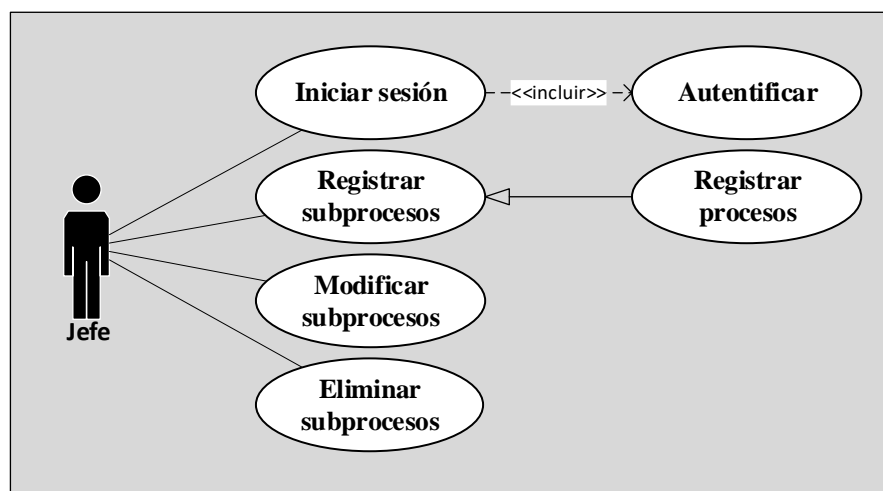 Iniciar sesión
<<incluir>>
Autentificar
Registrar
subprocesos
Registrar
procesos
Modificar
subprocesos
Jefe
Eliminar
subprocesos